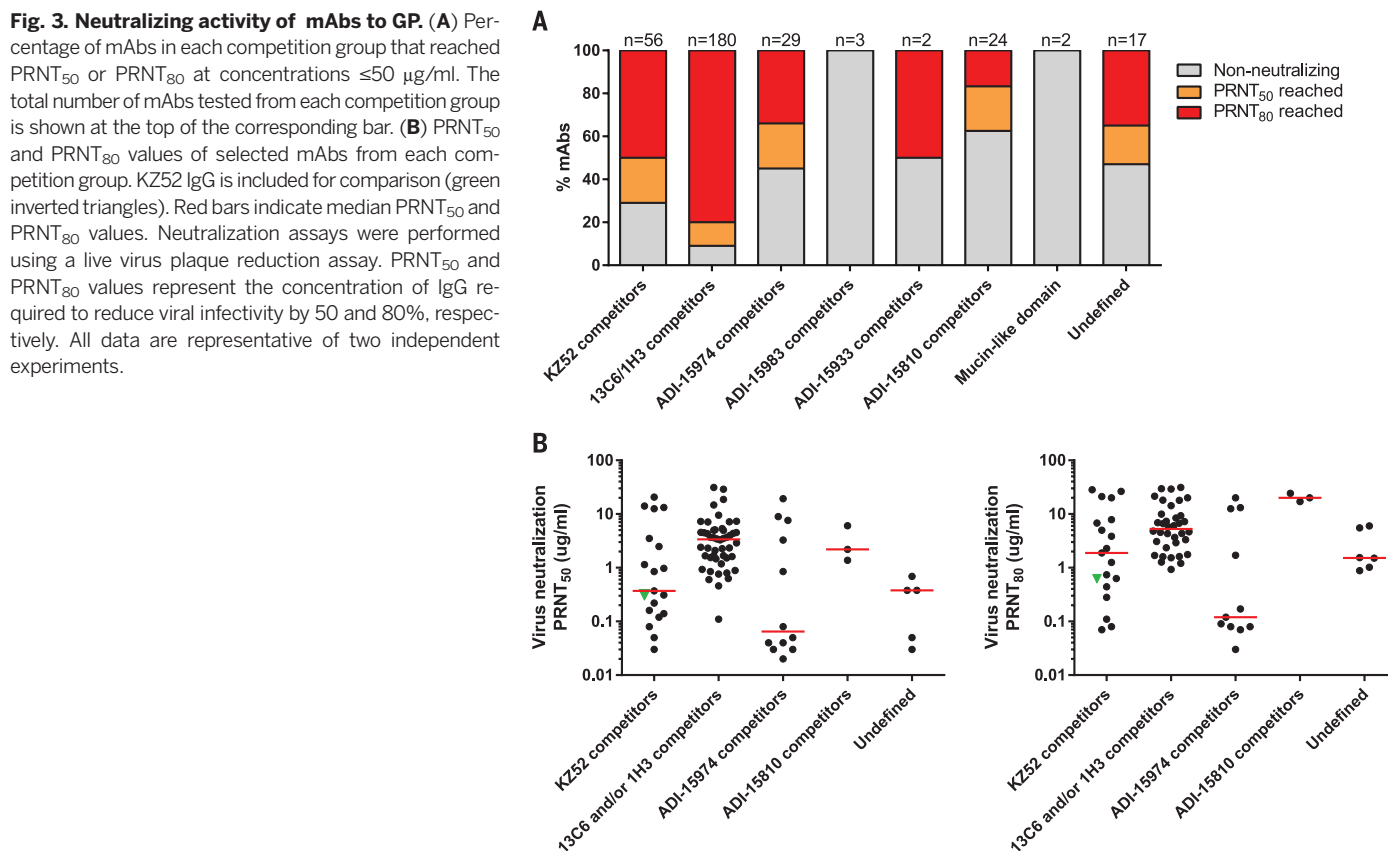 Fig. 3. Neutralizing activity of mAbs to GP. (A) Per-
centage of mAbs in each competition group that reached
PRNT50 or PRNT80 at concentrations ≤50 μg/ml. The
total number of mAbs tested from each competition group
is shown at the top of the corresponding bar. (B) PRNT50
and PRNT80 values of selected mAbs from each com-
petition group. KZ52 IgG is included for comparison (green
inverted triangles). Red bars indicate median PRNT50 and
PRNT80 values. Neutralization assays were performed
using a live virus plaque reduction assay. PRNT50 and
PRNT80 values represent the concentration of IgG re-
quired to reduce viral infectivity by 50 and 80%, respec-
tively. All data are representative of two independent
experiments.
A
n=56 n=180 n=29 n=3 n=2 n=24 n=2 n=17
100
80
60
40
20
0
% mAbs
Non-neutralizing
PRNT50 reached
PRNT80 reached
KZ52 competitors
13C6/1H3 competitors
ADI-15974 competitors
ADI-15983 competitors
ADI-15933 competitors
ADI-15810 competitors
Mucin-like domain
Undefined
B
Virus neutralization
PRNT50 (ug/ml)
100
10
1
0.1
0.01
KZ52 competitors
13C6 and/or 1H3 competitors
ADI-15974 competitors
ADI-15810 competitors
Undefined
Virus neutralization
PRNT80 (ug/ml)
100
10
1
0.1
0.01
KZ52 competitors
13C6 and/or 1H3 competitors
ADI-15974 competitors
ADI-15810 competitors
Undefined